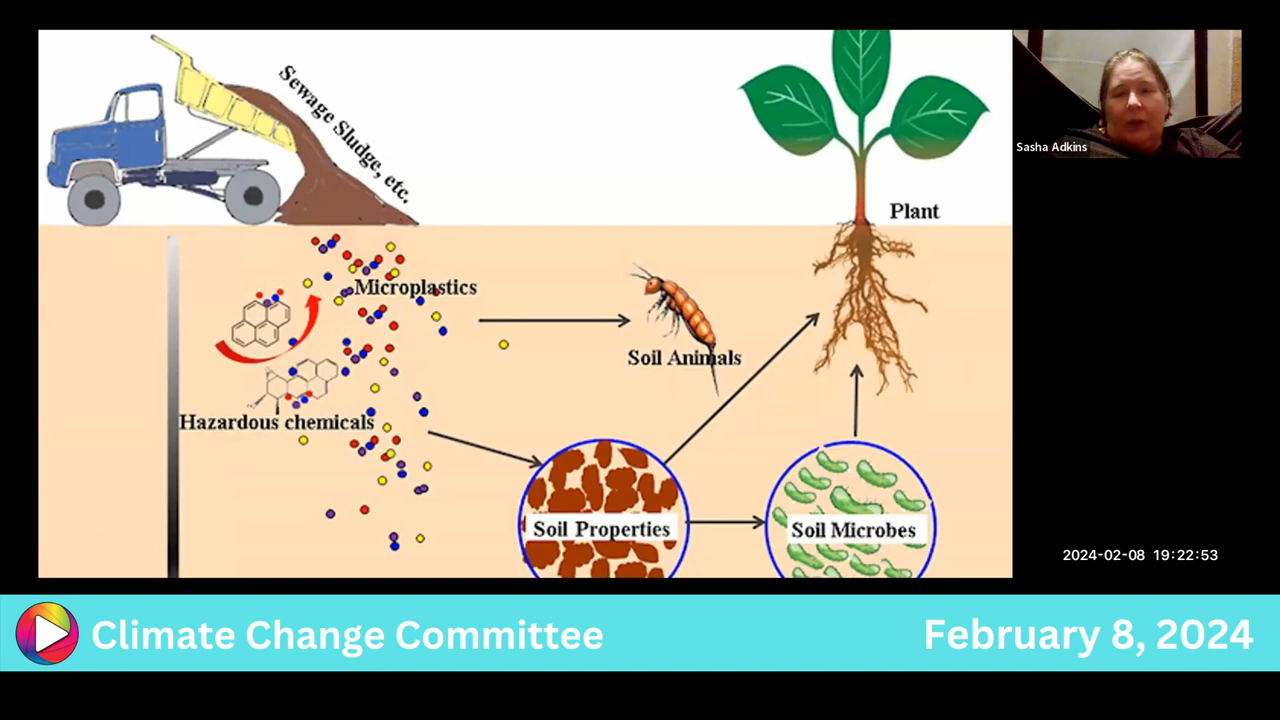 Sewage Sludge, etc.
Sasha Adkins
Plant
Microplastics
Soil Animals
Hazardous chemicals
Soil Properties
Soil Microbes
2024-02-08 19:22:53
Climate Change Committee
February 8, 2024